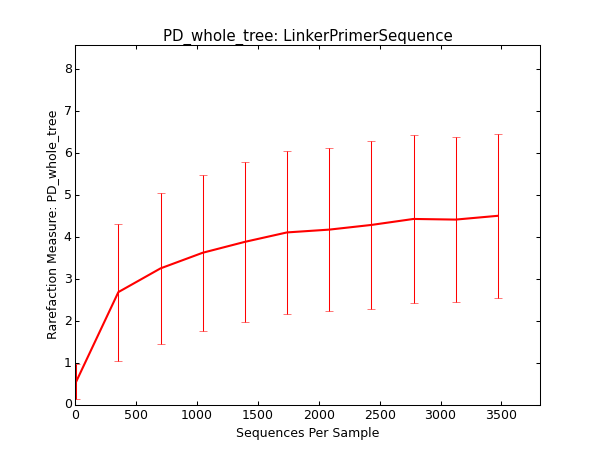 PD_whole_tree: LinkerPrimerSequence
Rarefaction Measure: PD_whole_tree
8
7
6
5
4
3
2
1
0
0 500 1000 1500 2000 2500 3000 3500
Sequences Per Sample